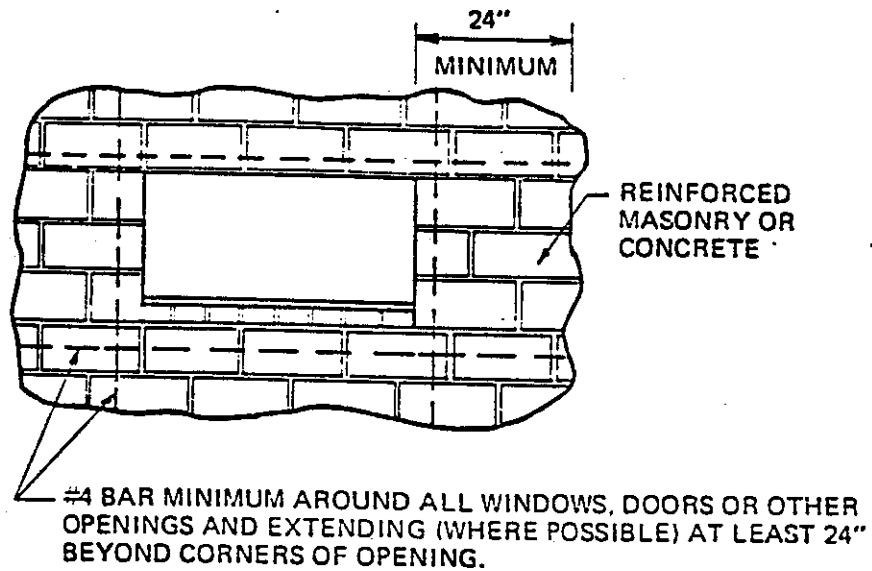 24"
MINIMUM
REINFORCED
MASONRY OR
CONCRETE
#4 BAR MINIMUM AROUND ALL WINDOWS, DOORS OR OTHER
OPENINGS AND EXTENDING (WHERE POSSIBLE) AT LEAST 24"
BEYOND CORNERS OF OPENING.